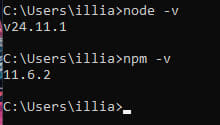 C:\Users\illia>node -v
v24.11.1
C:\Users\illia>npm -v
11.6.2
C:\Users\illia>